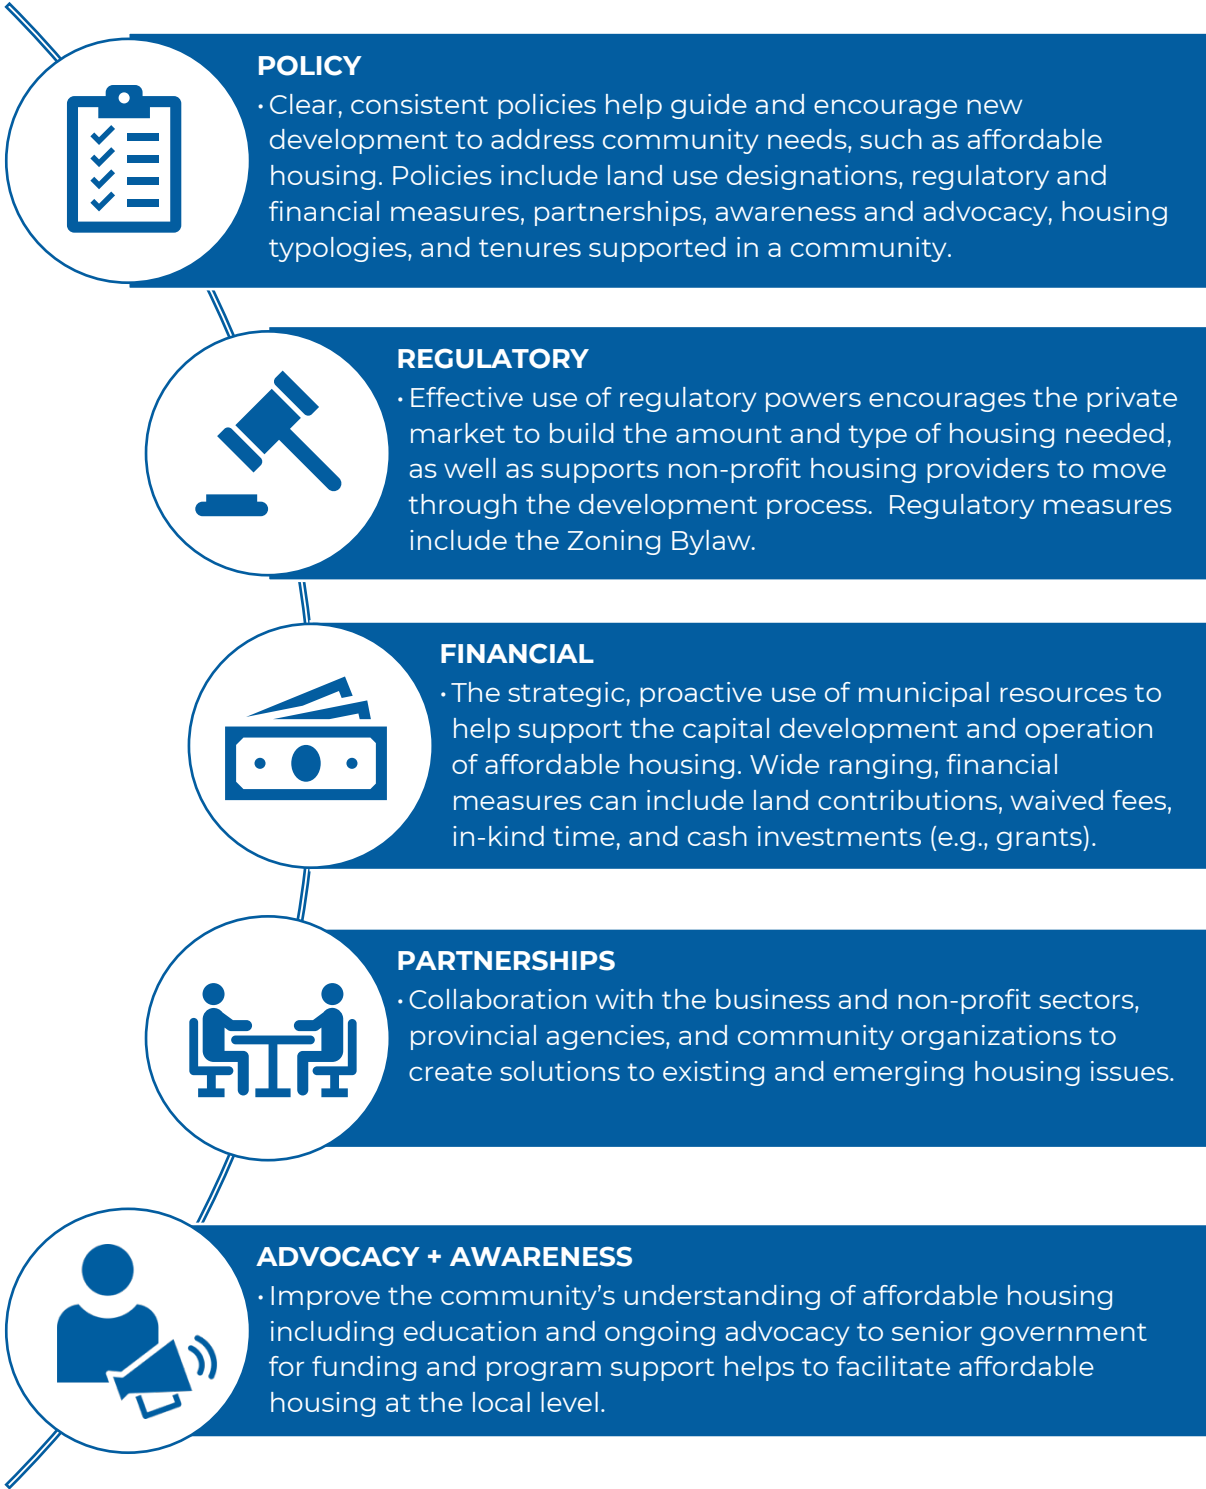 POLICY
· Clear, consistent policies help guide and encourage new
development to address community needs, such as affordable
housing. Policies include land use designations, regulatory and
financial measures, partnerships, awareness and advocacy, housing
typologies, and tenures supported in a community.
REGULATORY
· Effective use of regulatory powers encourages the private
market to build the amount and type of housing needed,
as well as supports non-profit housing providers to move
through the development process.  Regulatory measures
include the Zoning Bylaw.
FINANCIAL
· The strategic, proactive use of municipal resources to
help support the capital development and operation
of affordable housing. Wide ranging, financial
measures can include land contributions, waived fees,
in-kind time, and cash investments (e.g., grants).
PARTNERSHIPS
· Collaboration with the business and non-profit sectors,
provincial agencies, and community organizations to
create solutions to existing and emerging housing issues.
ADVOCACY + AWARENESS
· Improve the community’s understanding of affordable housing
including education and ongoing advocacy to senior government
for funding and program support helps to facilitate affordable
housing at the local level.